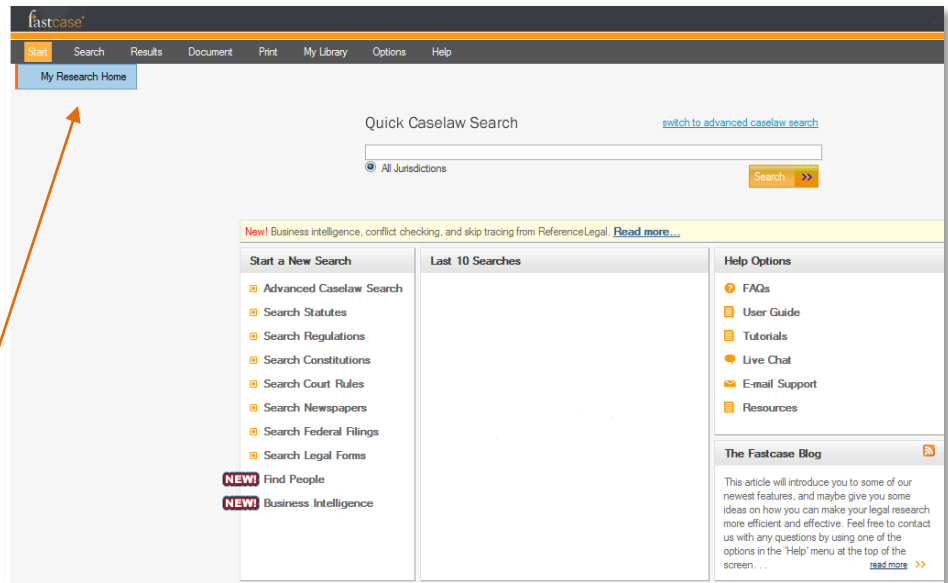 fastcase®
Start Search Results Document Print My Library Options Help
My Research Home
Quick Caselaw Search
switch to advanced caselaw search
All Jurisdictions
Search >>
New! Business intelligence, conflict checking, and skip tracing from ReferenceLegal. Read more...
Start a New Search
Advanced Caselaw Search
Search Statutes
Search Regulations
Search Constitutions
Search Court Rules
Search Newspapers
Search Federal Filings
Search Legal Forms
NEW! Find People
NEW! Business Intelligence
Last 10 Searches
Help Options
FAQs
User Guide
Tutorials
Live Chat
E-mail Support
Resources
The Fastcase Blog
This article will introduce you to some of our
newest features, and maybe give you some
ideas on how you can make your legal research
more efficient and effective. Feel free to contact
us with any questions by using one of the
options in the 'Help' menu at the top of the
screen. . . read more >>